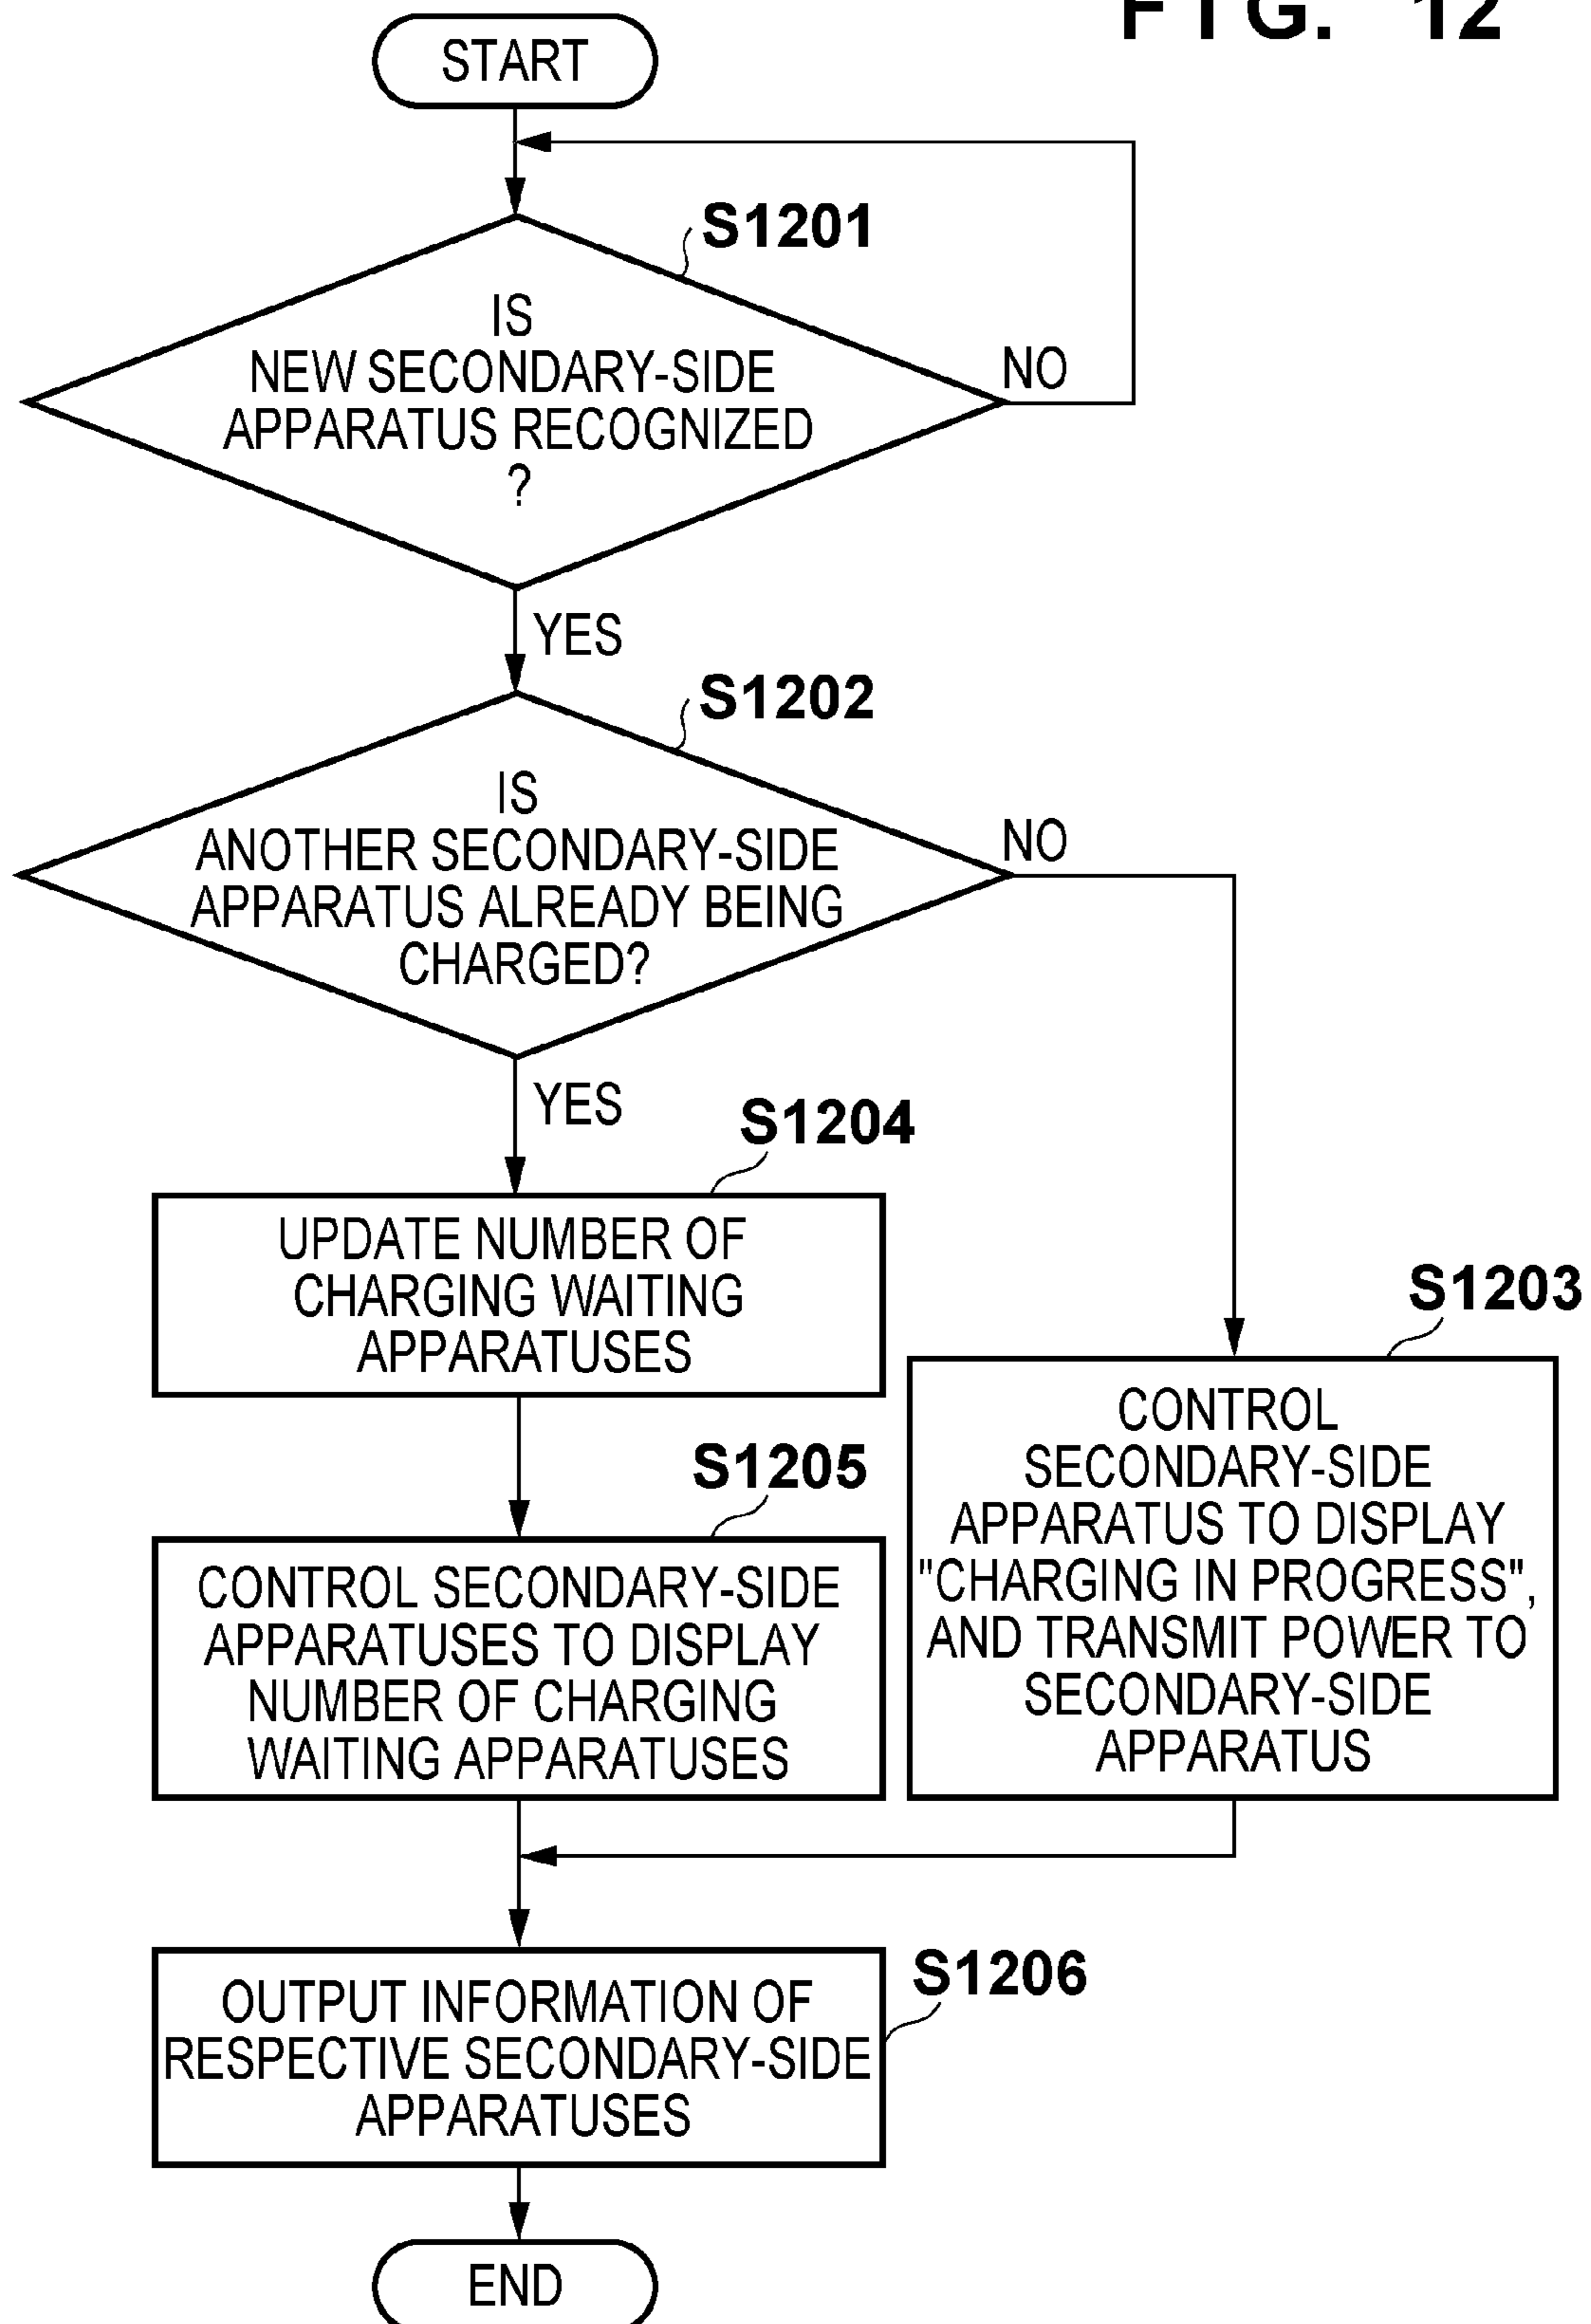 FIG. 12
START
S1201
IS
NEW SECONDARY-SIDE
APPARATUS RECOGNIZED
?
NO
YES
S1202
IS
ANOTHER SECONDARY-SIDE
APPARATUS ALREADY BEING
CHARGED?
NO
YES
S1204
UPDATE NUMBER OF
CHARGING WAITING
APPARATUSES
S1203
CONTROL
SECONDARY-SIDE
APPARATUS TO DISPLAY
"CHARGING IN PROGRESS",
AND TRANSMIT POWER TO
SECONDARY-SIDE
APPARATUS
S1205
CONTROL SECONDARY-SIDE
APPARATUSES TO DISPLAY
NUMBER OF CHARGING
WAITING APPARATUSES
S1206
OUTPUT INFORMATION OF
RESPECTIVE SECONDARY-SIDE
APPARATUSES
END